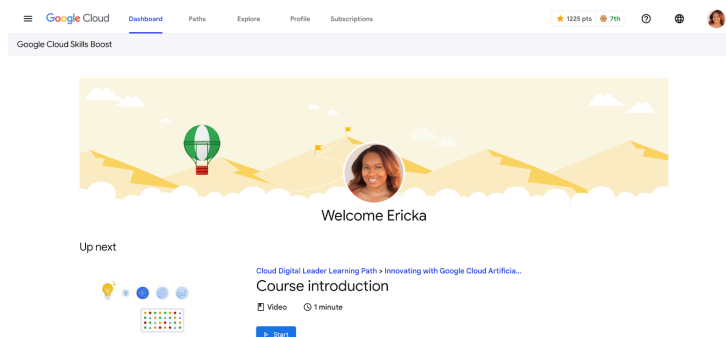 Google Cloud Dashboard Paths Explore Profile Subscriptions 1225 pts 7th
Google Cloud Skills Boost
Welcome Ericka
Up next
Cloud Digital Leader Learning Path > Innovating with Google Cloud Artificia...
Course introduction
Video 1 minute
Start